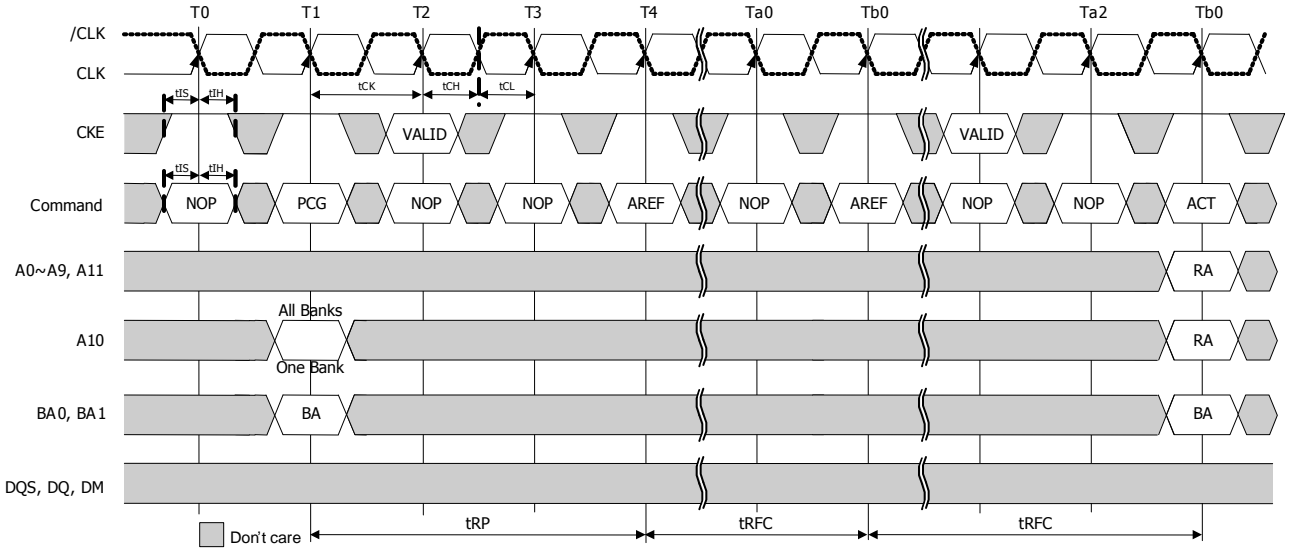 T0 T1 T2 T3 T4 Ta0 Tb0 Ta2 Tb0
/CLK
CLK
tIS tIH tCK tCH tCL
CKE VALID VALID
tIS tIH
Command NOP PCG NOP NOP AREF NOP AREF NOP NOP ACT
A0~A9, A11 RA
All Banks
A10 RA
One Bank
BA0, BA1 BA BA
DQS, DQ, DM
Don't care tRP tRFC tRFC